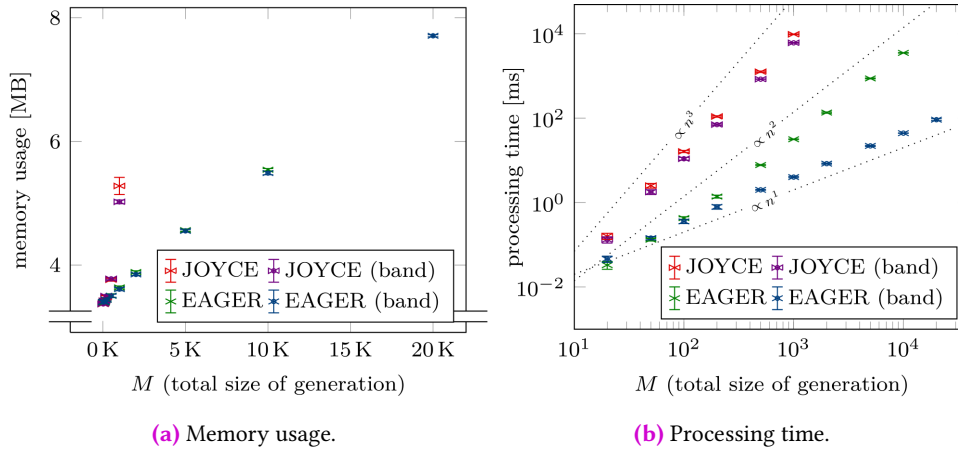 8
6
4
memory usage [MB]
JOYCE JOYCE (band)
EAGER EAGER (band)
0 K 5 K 10 K 15 K 20 K
M (total size of generation)
(a) Memory usage.
10^4
10^2
10^0
10^−2
processing time [ms]
∝ n^3
∝ n^2
∝ n^1
JOYCE JOYCE (band)
EAGER EAGER (band)
10^1 10^2 10^3 10^4
M (total size of generation)
(b) Processing time.